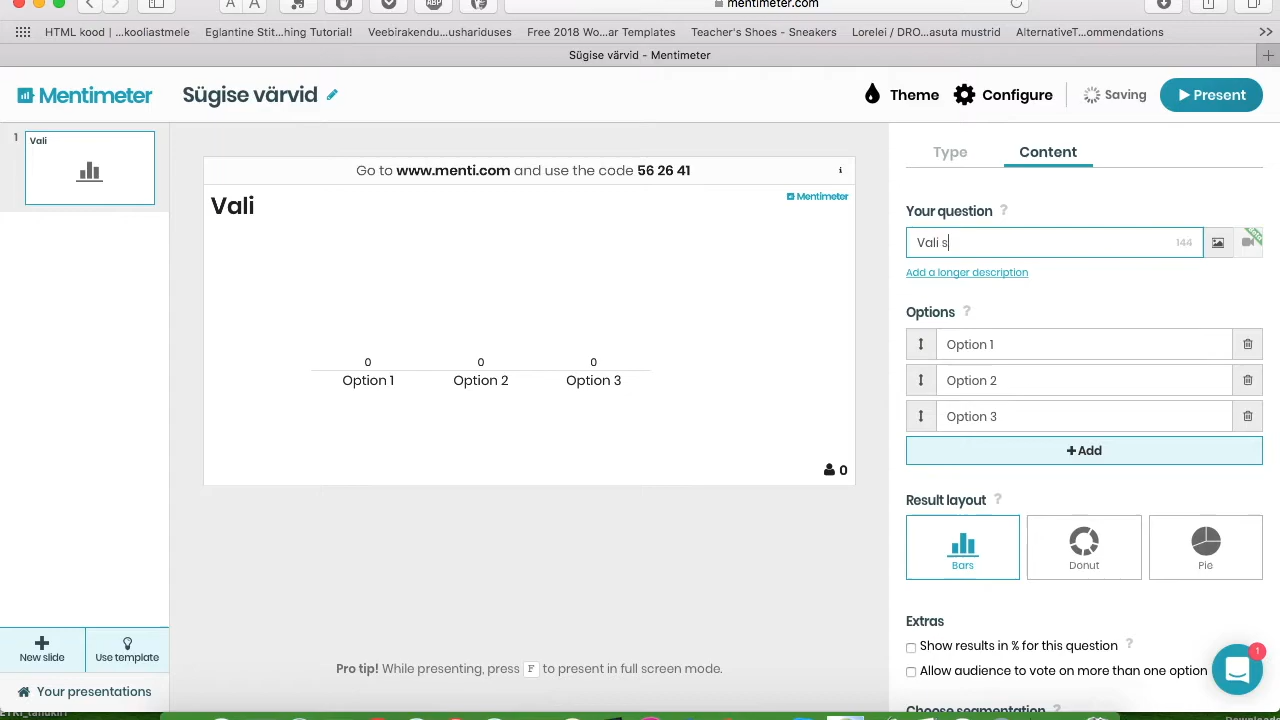 mentimeter.com
HTML kood | ...kooliastmele
Eglantine Stit...hing Tutorial!
Veebirakendu...ushariduses
Free 2018 Wo...ar Templates
Teacher's Shoes - Sneakers
Lorelei / DRO...asuta mustrid
AlternativeT...ommendations
Sügise värvid - Mentimeter
Mentimeter
Sügise värvid
Theme
Configure
Saving
Present
1
Vali
Go to www.menti.com and use the code 56 26 41
i
Vali
Mentimeter
0 0 0
Option 1 Option 2 Option 3
0
Type
Content
Your question ?
Vali s
144
Add a longer description
Options ?
Option 1
Option 2
Option 3
+Add
Result layout ?
Bars
Donut
Pie
Extras
Show results in % for this question ?
Allow audience to vote on more than one option
Choose segmentation
1
New slide
Use template
Your presentations
Pro tip! While presenting, press F to present in full screen mode.